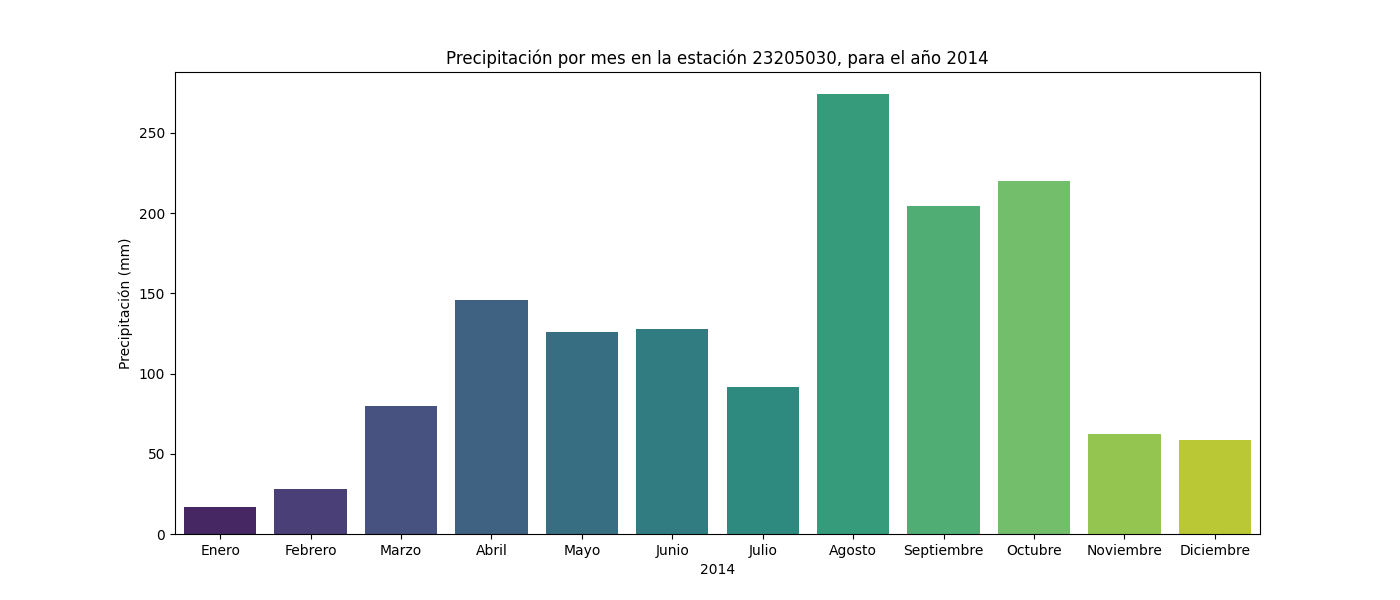 Precipitación por mes en la estación 23205030, para el año 2014
Precipitación (mm)
250
200
150
100
50
0
Enero Febrero Marzo Abril Mayo Junio Julio Agosto Septiembre Octubre Noviembre Diciembre
2014